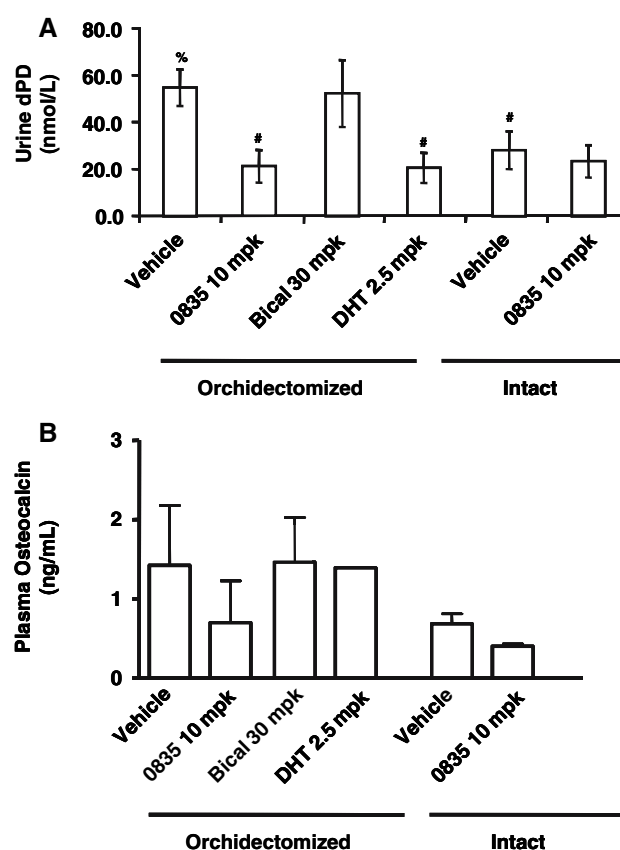 A
80.0
60.0
40.0
20.0
0.0
Urine dPD
(nmol/L)
%
#
#
#
Vehicle
0835 10 mpk
Bical 30 mpk
DHT 2.5 mpk
Vehicle
0835 10 mpk
Orchidectomized
Intact
B
3
2
1
0
Plasma Osteocalcin
(ng/mL)
Vehicle
0835 10 mpk
Bical 30 mpk
DHT 2.5 mpk
Vehicle
0835 10 mpk
Orchidectomized
Intact